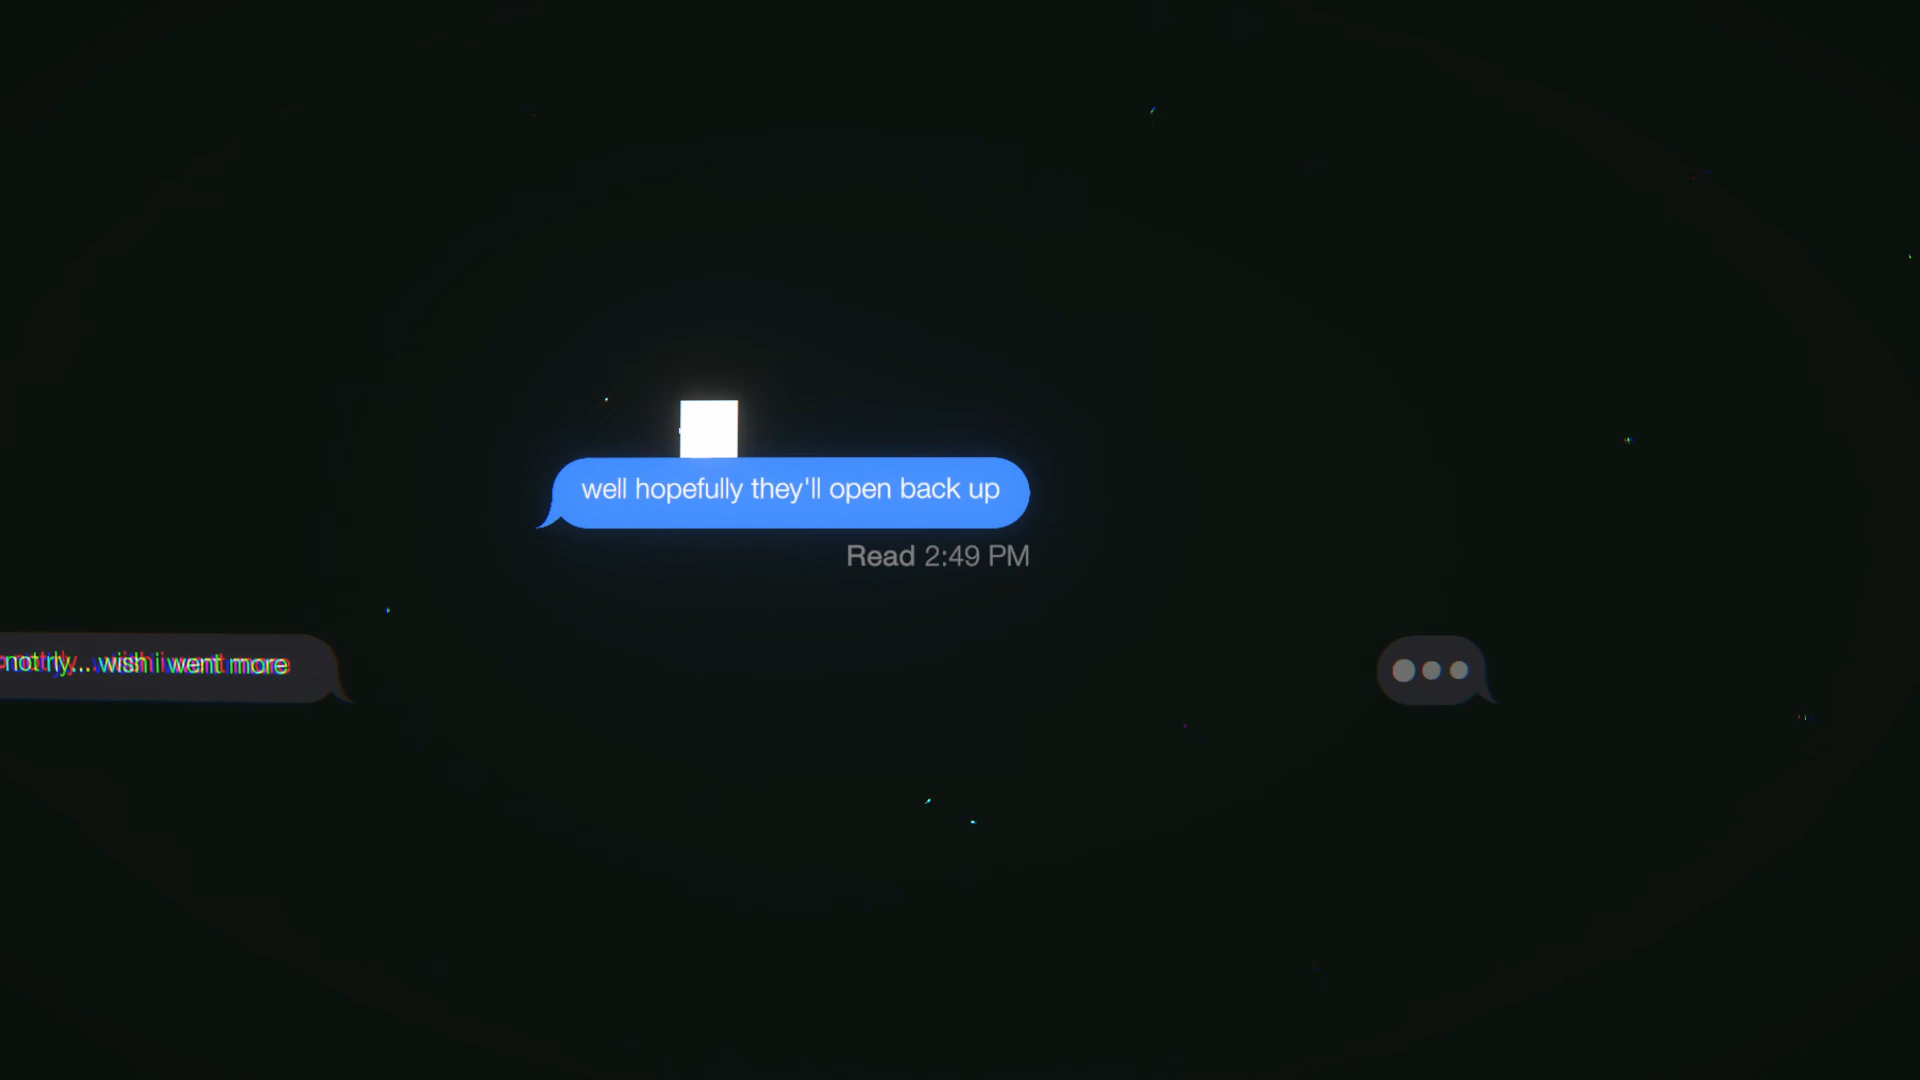 well hopefully they'll open back up
Read 2:49 PM
not rly... wish i went more